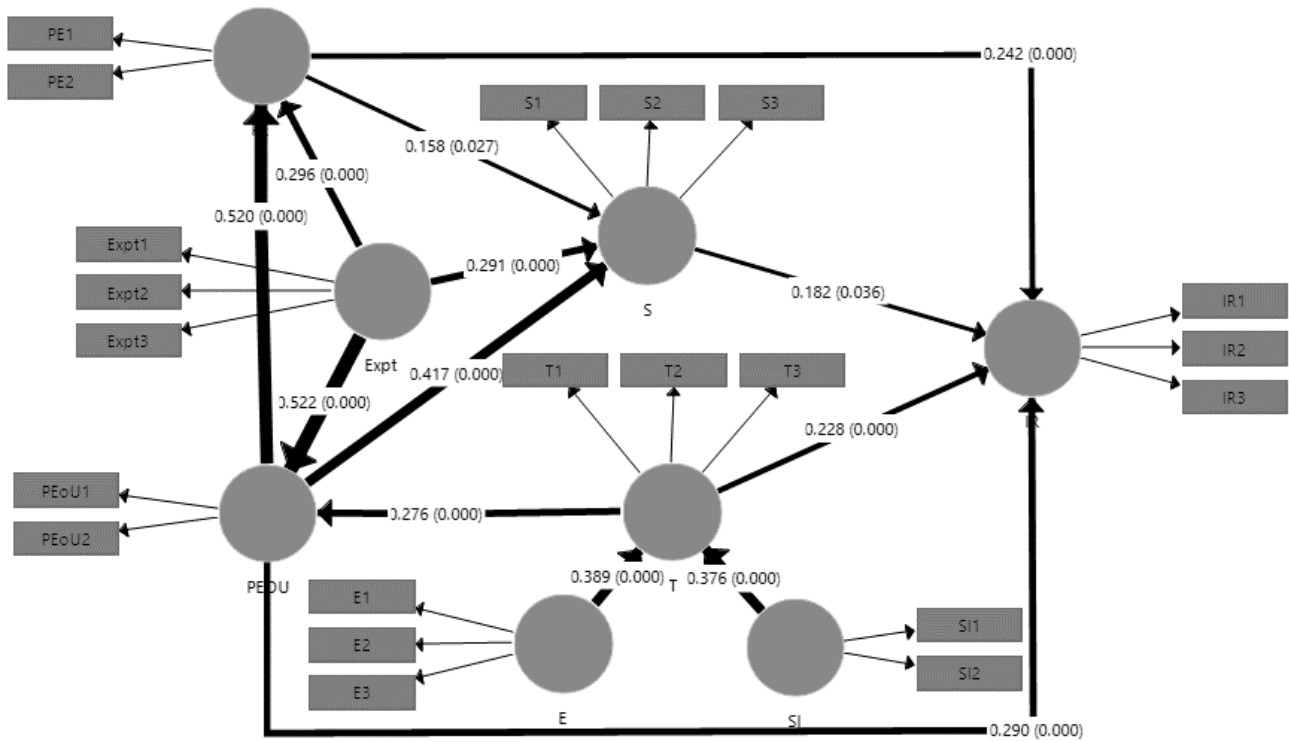 PE1
0.242 (0.000)
PE2
S1
S2
S3
0.158 (0.027)
0.296 (0.000)
0.520 (0.000)
Expt1
Expt2
Expt3
0.291 (0.000)
0.182 (0.036)
S
IR1
IR2
IR3
Expt
0.417 (0.000)
T1
T2
T3
0.522 (0.000)
IR
0.228 (0.000)
PEoU1
PEoU2
0.276 (0.000)
PEOU
0.389 (0.000)
T
0.376 (0.000)
E1
E2
E3
SI1
SI2
E
SI
0.290 (0.000)